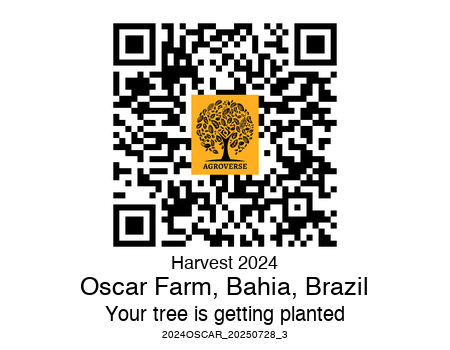 AGROVERSE
Harvest 2024
Oscar Farm, Bahia, Brazil
Your tree is getting planted
2024OSCAR_20250728_3